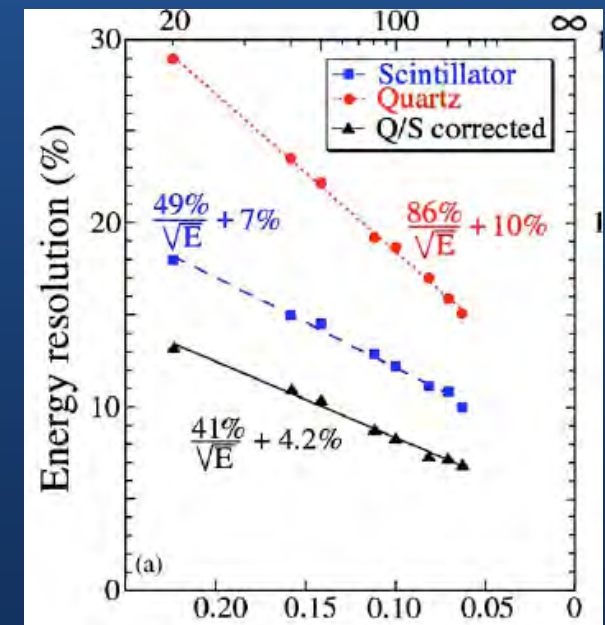 20 100 ∞
30
Scintillator
Quartz
Q/S corrected
49%/√E + 7%
86%/√E + 10%
20
Energy resolution (%)
10
41%/√E + 4.2%
(a)
0
0.20 0.15 0.10 0.05 0